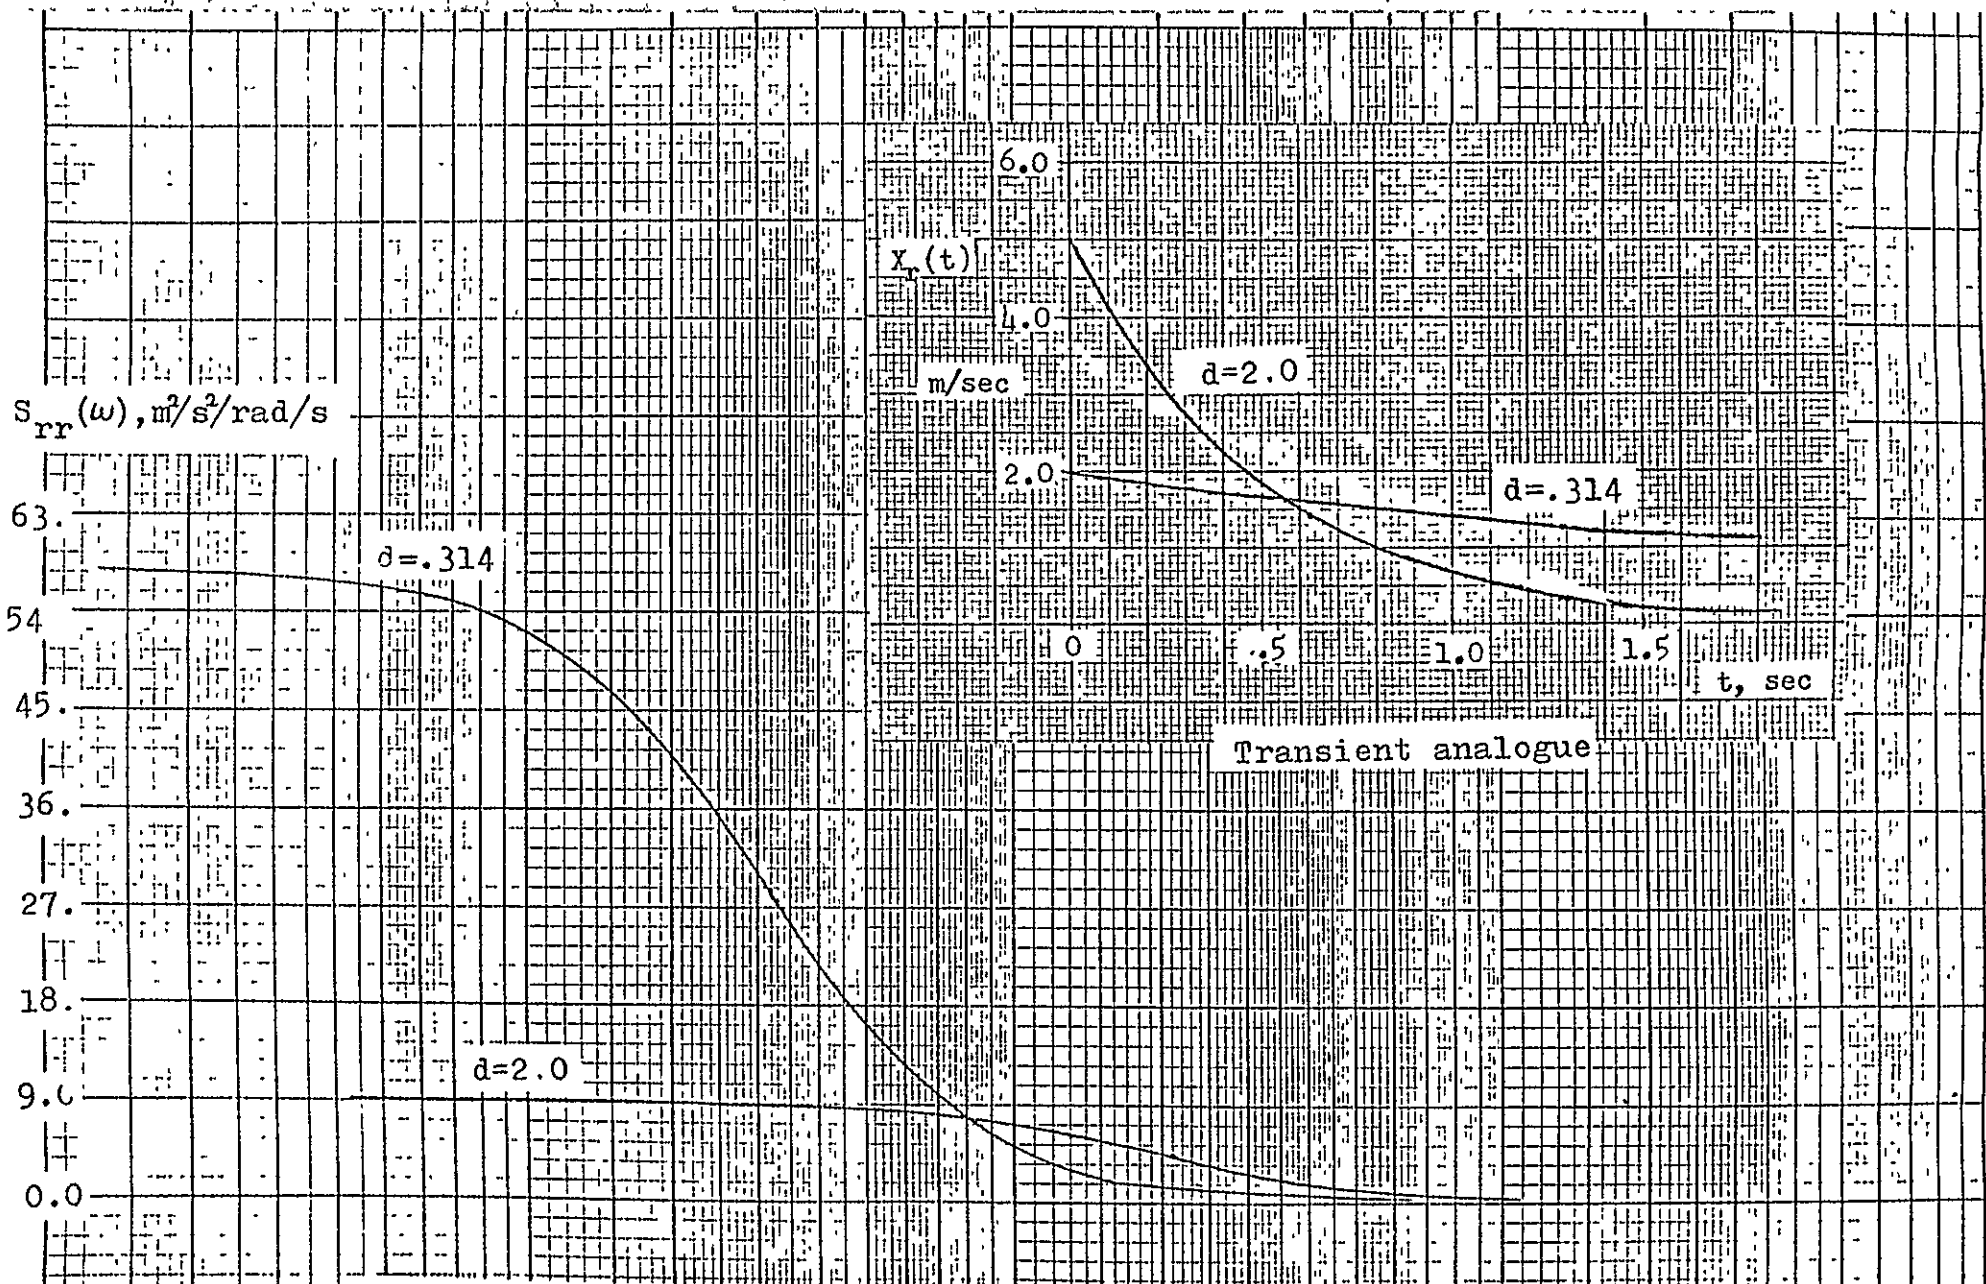 6.0
X_r(t)
4.0
m/sec
d=2.0
S_rr(ω), m²/s²/rad/s
2.0
d=.314
63.
d=.314
54
0
.5
1.0
1.5
t, sec
45.
Transient analogue
36.
27.
18.
d=2.0
9.0
0.0